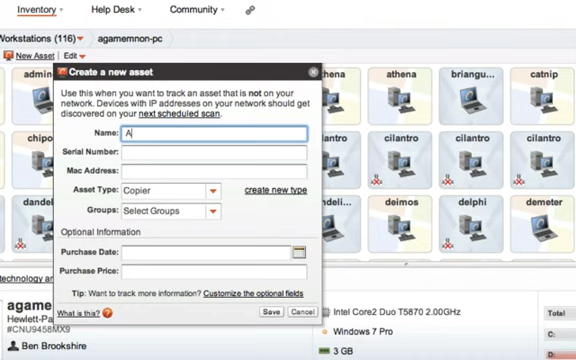 Inventory Help Desk Community
Workstations (116) agamemnon-pc
New Asset Edit
Create a new asset
Use this when you want to track an asset that is not on your
network. Devices with IP addresses on your network should get
discovered on your next scheduled scan.
Name: A
Serial Number:
Mac Address:
Asset Type: Copier create new type
Groups: Select Groups
Optional Information
Purchase Date:
Purchase Price:
Tip: Want to track more information? Customize the optional fields
What is this? Save Cancel
admin
athena athena briangu... catnip
chipo
cilantro cilantro cilantro cilantro
dandel
deimos delphi demeter
technology an
agame
Hewlett-Pa
#CNU9458MX9
Ben Brookshire
Intel Core2 Duo T5870 2.00GHz
Windows 7 Pro
3 GB
Total
C:
D: